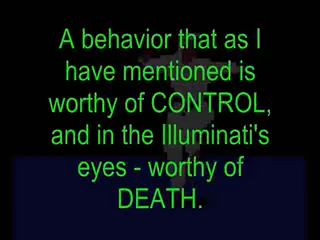 A behavior that as I
have mentioned is
worthy of CONTROL,
and in the Illuminati's
eyes - worthy of
DEATH.